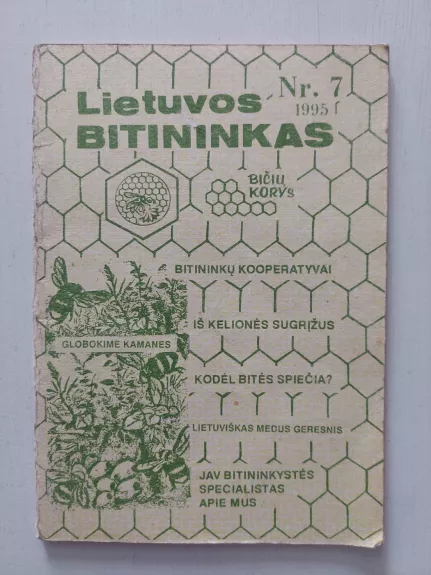 Lietuvos
Nr. 7
1995
BITININKAS
BIČIŲ
KORYS
BITININKŲ KOOPERATYVAI
IŠ KELIONĖS SUGRĮŽUS
GLOBOKIME KAMANES
KODĖL BITĖS SPIEČIA?
LIETUVIŠKAS MEDUS GERESNIS
JAV BITININKYSTĖS
SPECIALISTAS
APIE MUS